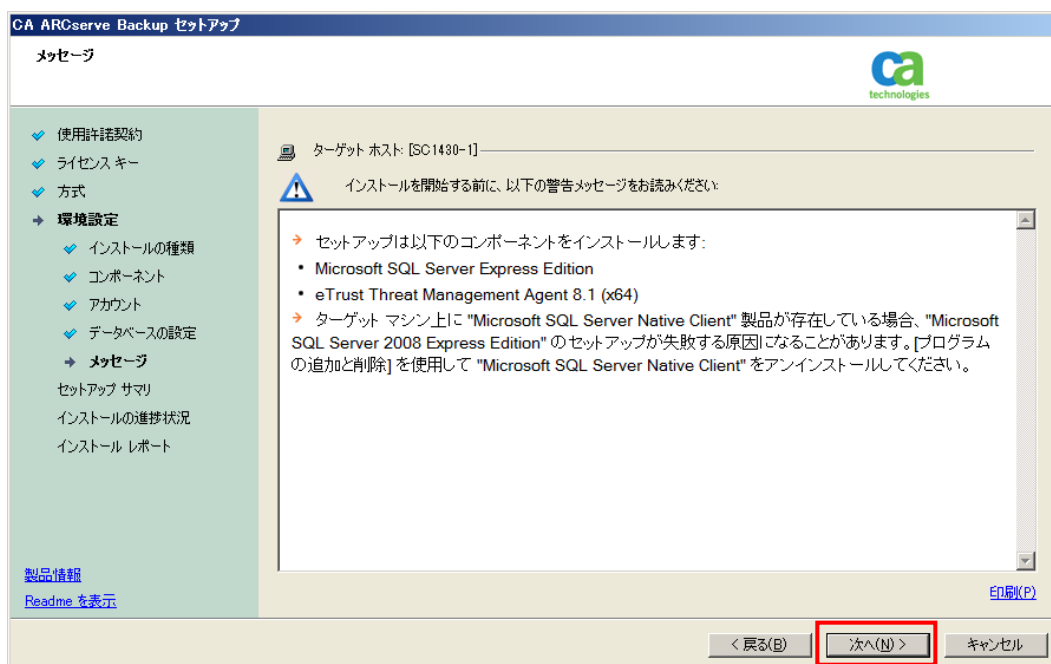 CA ARCserve Backup セットアップ
メッセージ
ca
technologies
使用許諾契約
ライセンス キー
方式
環境設定
インストールの種類
コンポーネント
アカウント
データベースの設定
メッセージ
セットアップ サマリ
インストールの進捗状況
インストール レポート
製品情報
Readme を表示
ターゲット ホスト: [SC1430-1]
インストールを開始する前に、以下の警告メッセージをお読みください:
セットアップは以下のコンポーネントをインストールします:
• Microsoft SQL Server Express Edition
• eTrust Threat Management Agent 8.1 (x64)
ターゲット マシン上に "Microsoft SQL Server Native Client" 製品が存在している場合、"Microsoft
SQL Server 2008 Express Edition" のセットアップが失敗する原因になることがあります。[プログラム
の追加と削除] を使用して "Microsoft SQL Server Native Client" をアンインストールしてください。
印刷(P)
< 戻る(B)
次へ(N) >
キャンセル